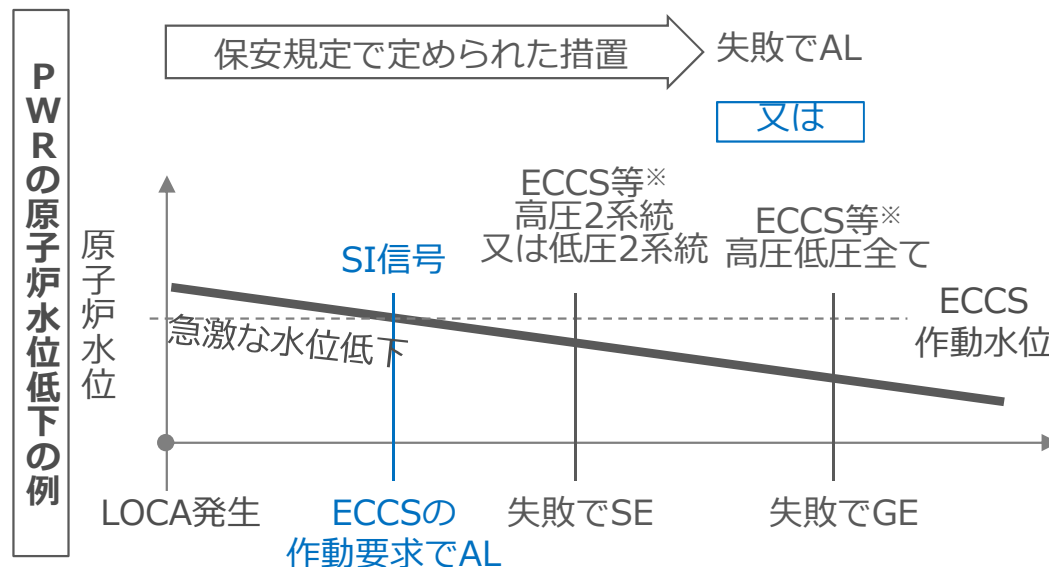 PWRの原子炉水位低下の例
保安規定で定められた措置
失敗でAL
又は
原子炉水位
SI信号
ECCS等※
高圧2系統
又は低圧2系統
ECCS等※
高圧低圧全て
急激な水位低下
ECCS
作動水位
LOCA発生
ECCSの
作動要求でAL
失敗でSE
失敗でGE